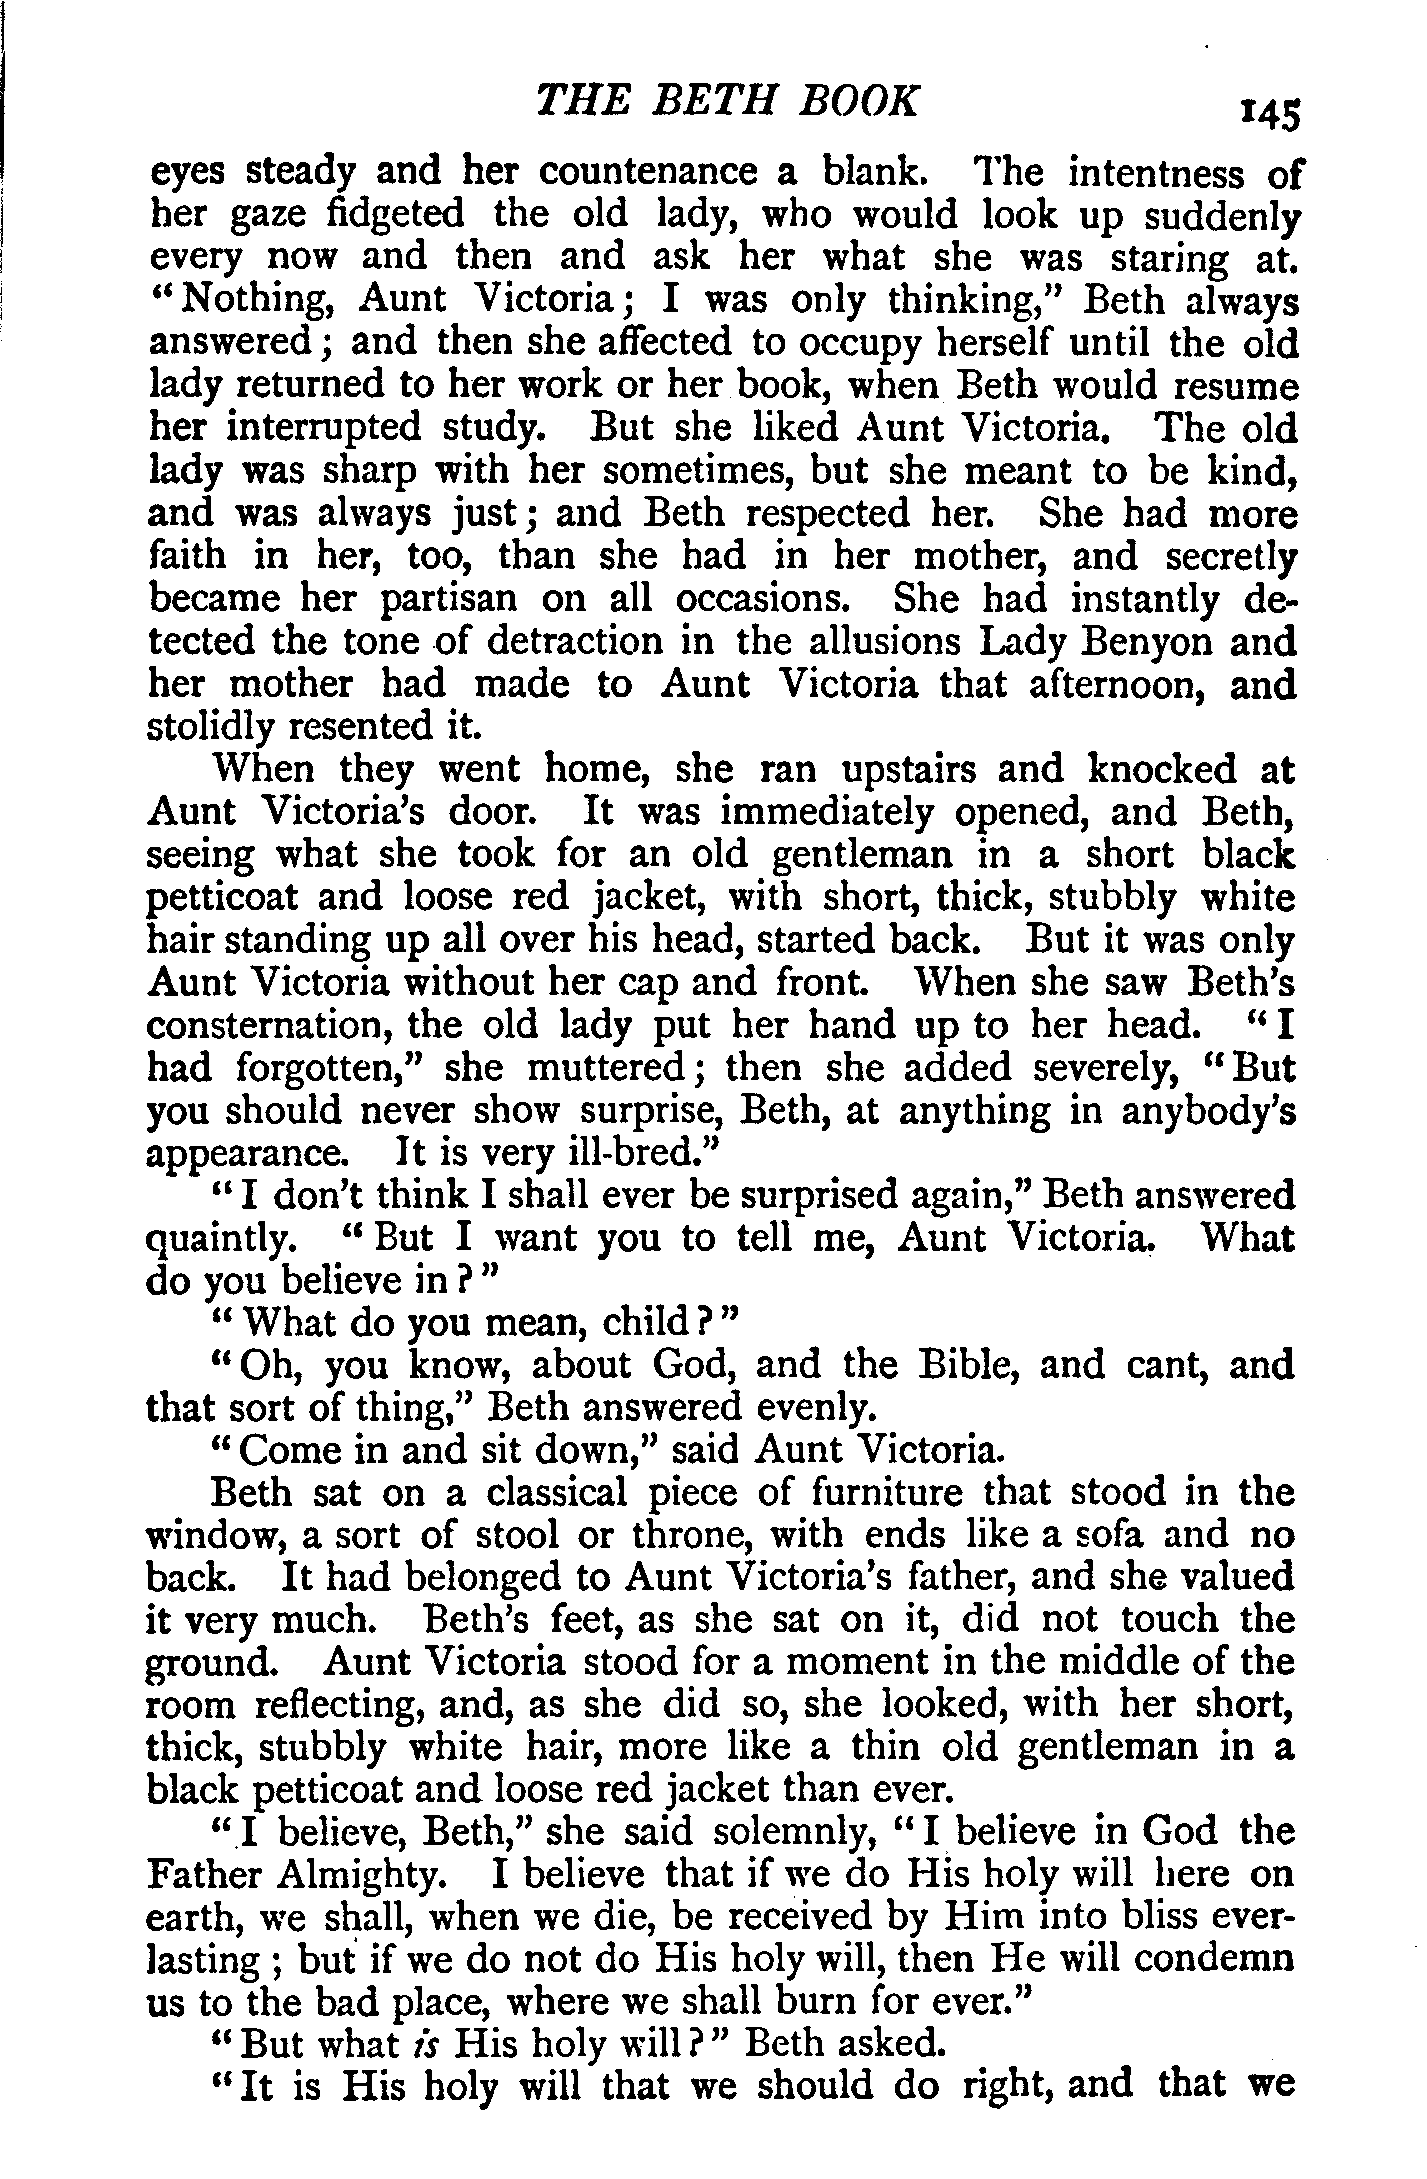 THE BETH BOOK 145
eyes steady and her countenance a blank. The intentness of
her gaze fidgeted the old lady, who would look up suddenly
every now and then and ask her what she was staring at.
“Nothing, Aunt Victoria; I was only thinking,” Beth always
answered; and then she affected to occupy herself until the old
lady returned to her work or her book, when Beth would resume
her interrupted study. But she liked Aunt Victoria. The old
lady was sharp with her sometimes, but she meant to be kind,
and was always just; and Beth respected her. She had more
faith in her, too, than she had in her mother, and secretly
became her partisan on all occasions. She had instantly de-
tected the tone of detraction in the allusions Lady Benyon and
her mother had made to Aunt Victoria that afternoon, and
stolidly resented it.
When they went home, she ran upstairs and knocked at
Aunt Victoria’s door. It was immediately opened, and Beth,
seeing what she took for an old gentleman in a short black
petticoat and loose red jacket, with short, thick, stubbly white
hair standing up all over his head, started back. But it was only
Aunt Victoria without her cap and front. When she saw Beth’s
consternation, the old lady put her hand up to her head. “I
had forgotten,” she muttered; then she added severely, “But
you should never show surprise, Beth, at anything in anybody’s
appearance. It is very ill-bred.”
“I don’t think I shall ever be surprised again,” Beth answered
quaintly. “But I want you to tell me, Aunt Victoria. What
do you believe in?”
“What do you mean, child?”
“Oh, you know, about God, and the Bible, and cant, and
that sort of thing,” Beth answered evenly.
“Come in and sit down,” said Aunt Victoria.
Beth sat on a classical piece of furniture that stood in the
window, a sort of stool or throne, with ends like a sofa and no
back. It had belonged to Aunt Victoria’s father, and she valued
it very much. Beth’s feet, as she sat on it, did not touch the
ground. Aunt Victoria stood for a moment in the middle of the
room reflecting, and, as she did so, she looked, with her short,
thick, stubbly white hair, more like a thin old gentleman in a
black petticoat and loose red jacket than ever.
“I believe, Beth,” she said solemnly, “I believe in God the
Father Almighty. I believe that if we do His holy will here on
earth, we shall, when we die, be received by Him into bliss ever-
lasting; but if we do not do His holy will, then He will condemn
us to the bad place, where we shall burn for ever.”
“But what is His holy will?” Beth asked.
“It is His holy will that we should do right, and that we